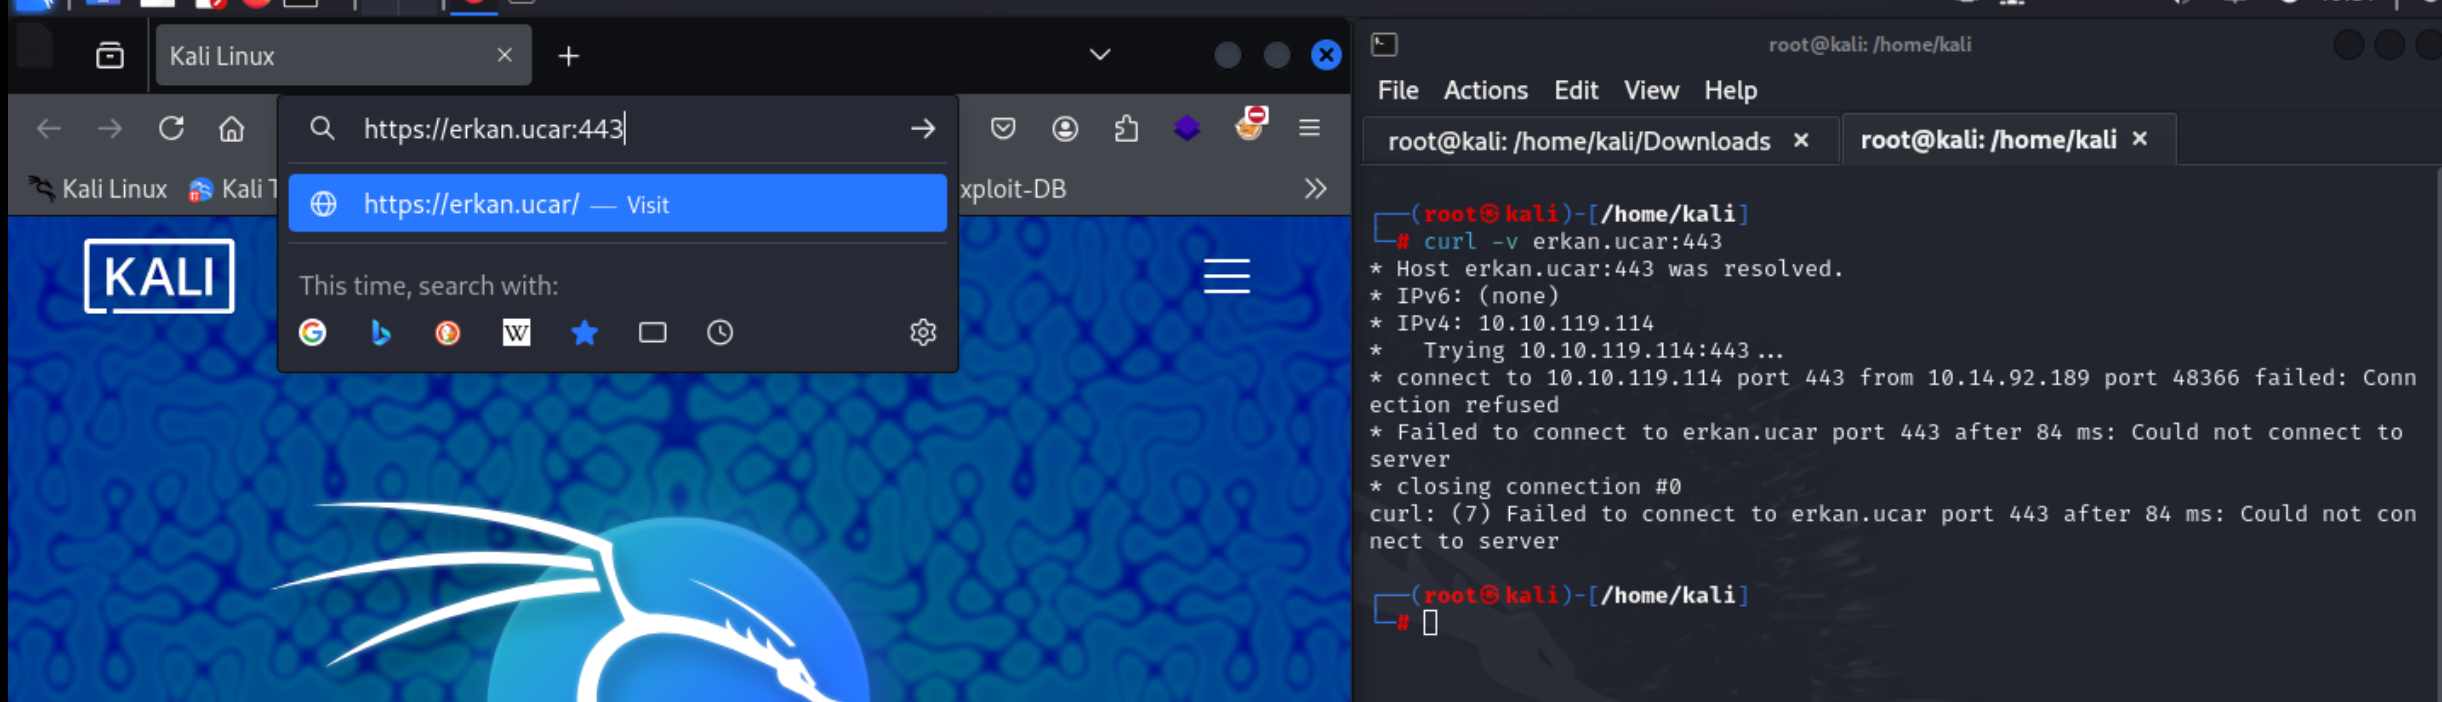 Kali Linux
https://erkan.ucar:443
Kali Linux
Kali
xploit-DB
https://erkan.ucar/ — Visit
This time, search with:
W
KALI
root@kali: /home/kali
File Actions Edit View Help
root@kali: /home/kali/Downloads
root@kali: /home/kali
(root㉿kali)-[/home/kali]
# curl -v erkan.ucar:443
* Host erkan.ucar:443 was resolved.
* IPv6: (none)
* IPv4: 10.10.119.114
*   Trying 10.10.119.114:443...
* connect to 10.10.119.114 port 443 from 10.14.92.189 port 48366 failed: Conn
ection refused
* Failed to connect to erkan.ucar port 443 after 84 ms: Could not connect to
server
* closing connection #0
curl: (7) Failed to connect to erkan.ucar port 443 after 84 ms: Could not con
nect to server
(root㉿kali)-[/home/kali]
#